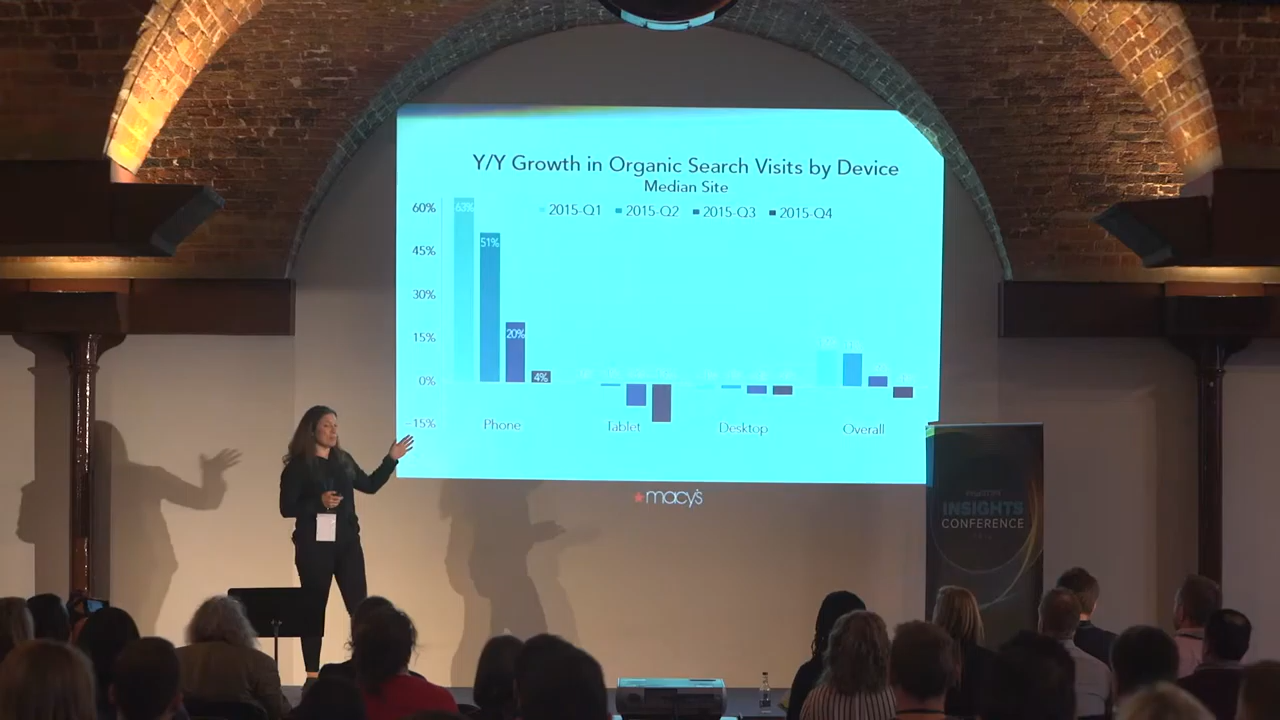 Y/Y Growth in Organic Search Visits by Device
Median Site
2015-Q1 2015-Q2 2015-Q3 2015-Q4
60%
45%
30%
15%
0%
-15%
63%
51%
20%
4%
Phone Tablet Desktop Overall
macy's
INSIGHTS
CONFERENCE